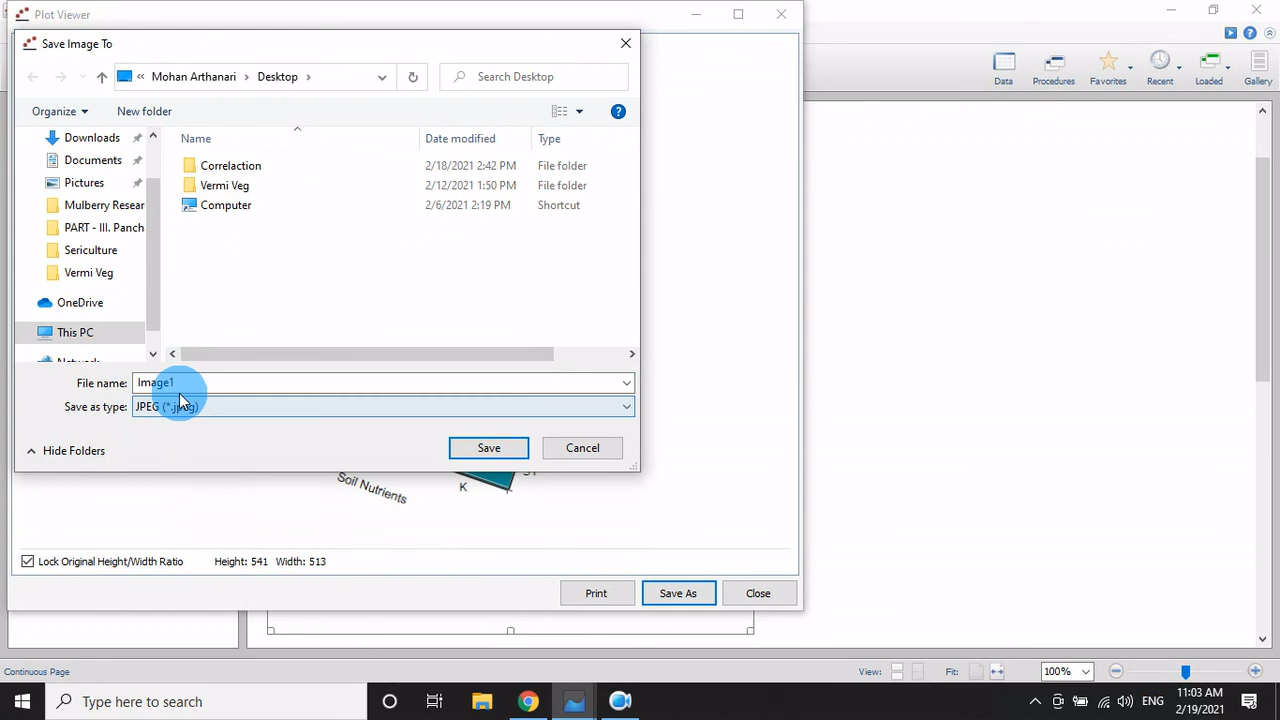 Plot Viewer
Save Image To
« Mohan Arthanari › Desktop ›
Search Desktop
Organize
New folder
Name
Date modified
Type
Downloads
Documents
Pictures
Mulberry Resear
PART - III. Panch
Sericulture
Vermi Veg
OneDrive
This PC
Network
Correlaction 2/18/2021 2:42 PM File folder
Vermi Veg 2/12/2021 1:50 PM File folder
Computer 2/6/2021 2:19 PM Shortcut
File name: Image1
Save as type: JPEG (*.jpeg)
Hide Folders
Save
Cancel
Data
Procedures
Favorites
Recent
Loaded
Gallery
Soil Nutrients
K
Lock Original Height/Width Ratio
Height: 541 Width: 513
Print
Save As
Close
Continuous Page
View:
Fit:
100%
Type here to search
ENG
11:03 AM
2/19/2021